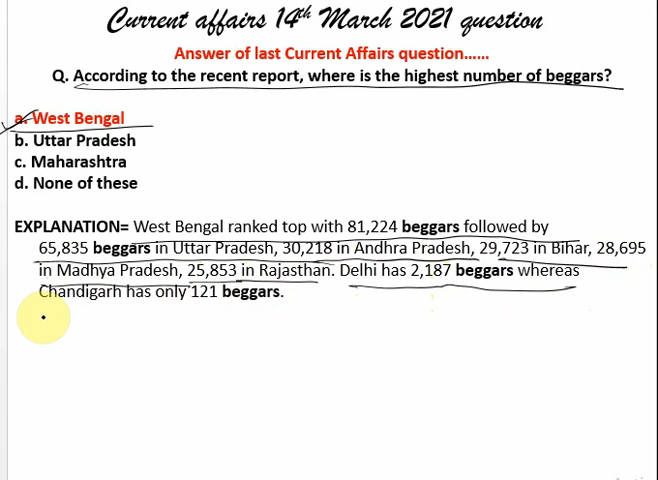 Current affairs 14th March 2021 question
Answer of last Current Affairs question......
Q. According to the recent report, where is the highest number of beggars?
a. West Bengal
b. Uttar Pradesh
c. Maharashtra
d. None of these
EXPLANATION= West Bengal ranked top with 81,224 beggars followed by
65,835 beggars in Uttar Pradesh, 30,218 in Andhra Pradesh, 29,723 in Bihar, 28,695
in Madhya Pradesh, 25,853 in Rajasthan. Delhi has 2,187 beggars whereas
Chandigarh has only 121 beggars.